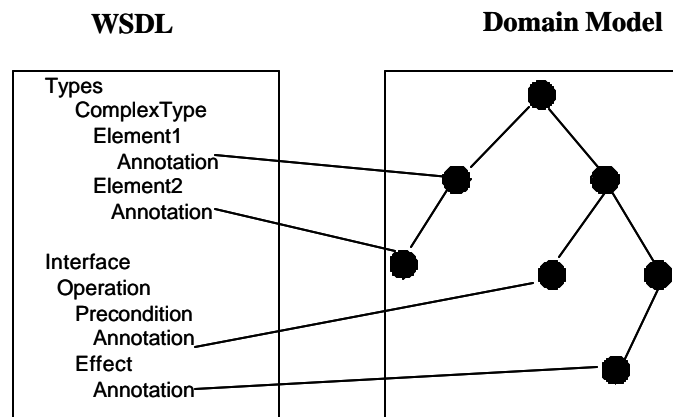 WSDL
Domain Model
Types
ComplexType
Element1
Annotation
Element2
Annotation
Interface
Operation
Precondition
Annotation
Effect
Annotation